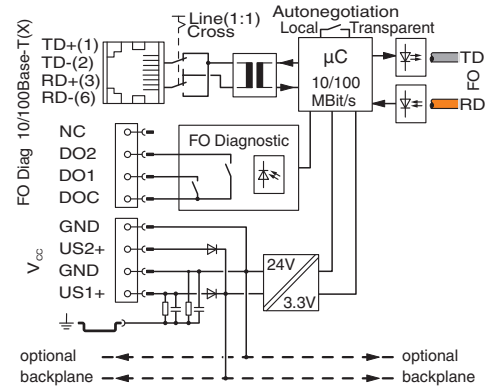 Autonegotiation
Line(1:1)
Cross
Local
Transparent
10/100Base-T(X)
TD+(1)
TD-(2)
RD+(3)
RD-(6)
µC
10/100
MBit/s
TD
FO
RD
FO Diag
NC
DO2
DO1
DOC
FO Diagnostic
VCC
GND
US2+
GND
US1+
24V
3.3V
optional
optional
backplane
backplane